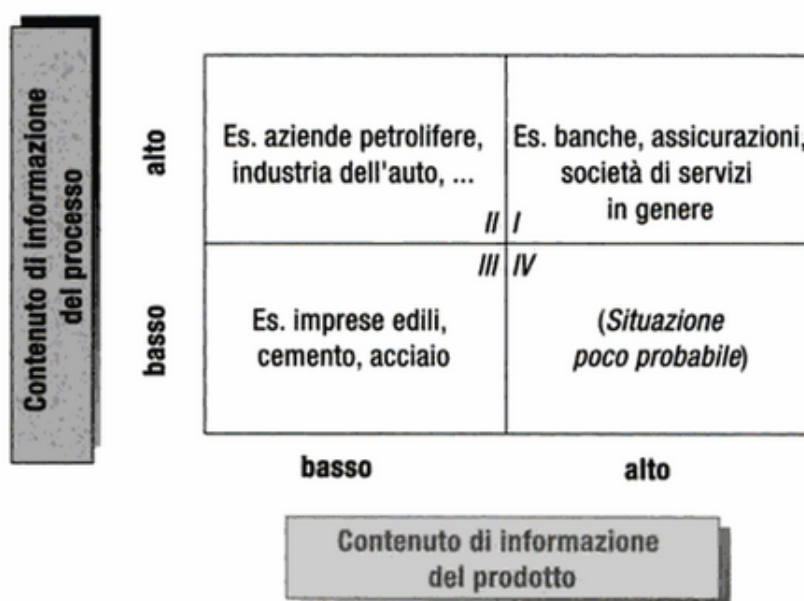 Contenuto di informazione
del processo
alto
Es. aziende petrolifere,
industria dell'auto, ...
II
Es. banche, assicurazioni,
società di servizi
in genere
I
basso
III
Es. imprese edili,
cemento, acciaio
IV
(Situazione
poco probabile)
basso
alto
Contenuto di informazione
del prodotto